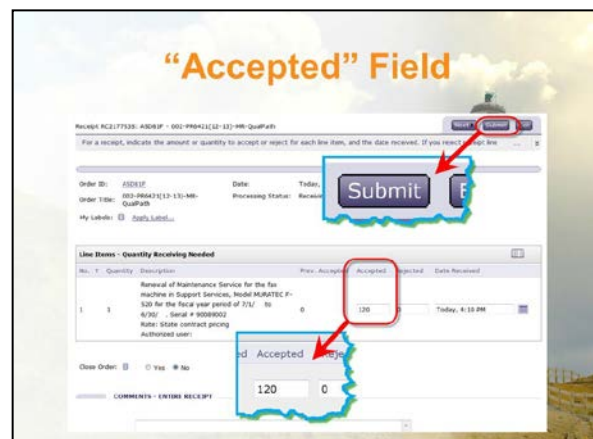 “Accepted” Field
Receipt RC2177535: ASD81F - 003-PR6421(12-13)-MR-QualPath
Next Submit
For a receipt, indicate the amount or quantity to accept or reject for each line item, and the date received. If you reject
Order ID: ASD81F Date: Today,
Order Title: 003-PR6421(12-13)-MR-QualPath Processing Status:
My Labels: Apply Label...
Submit
Line Items - Quantity Receiving Needed
No. Quantity Description Prev. Accepted Accepted Rejected Date Received
Renewal of Maintenance
Service for the fax
machine in Support
Services, Model MURATEC F-
520 for the fiscal year
period of 7/1/ to
6/30/ . Serial # 90088002
Rate: State contract pricing
Authorized user:
1 1 0 120 Today, 4:10 PM
Close Order: Yes No
Accepted
120 0
COMMENTS - ENTIRE RECEIPT